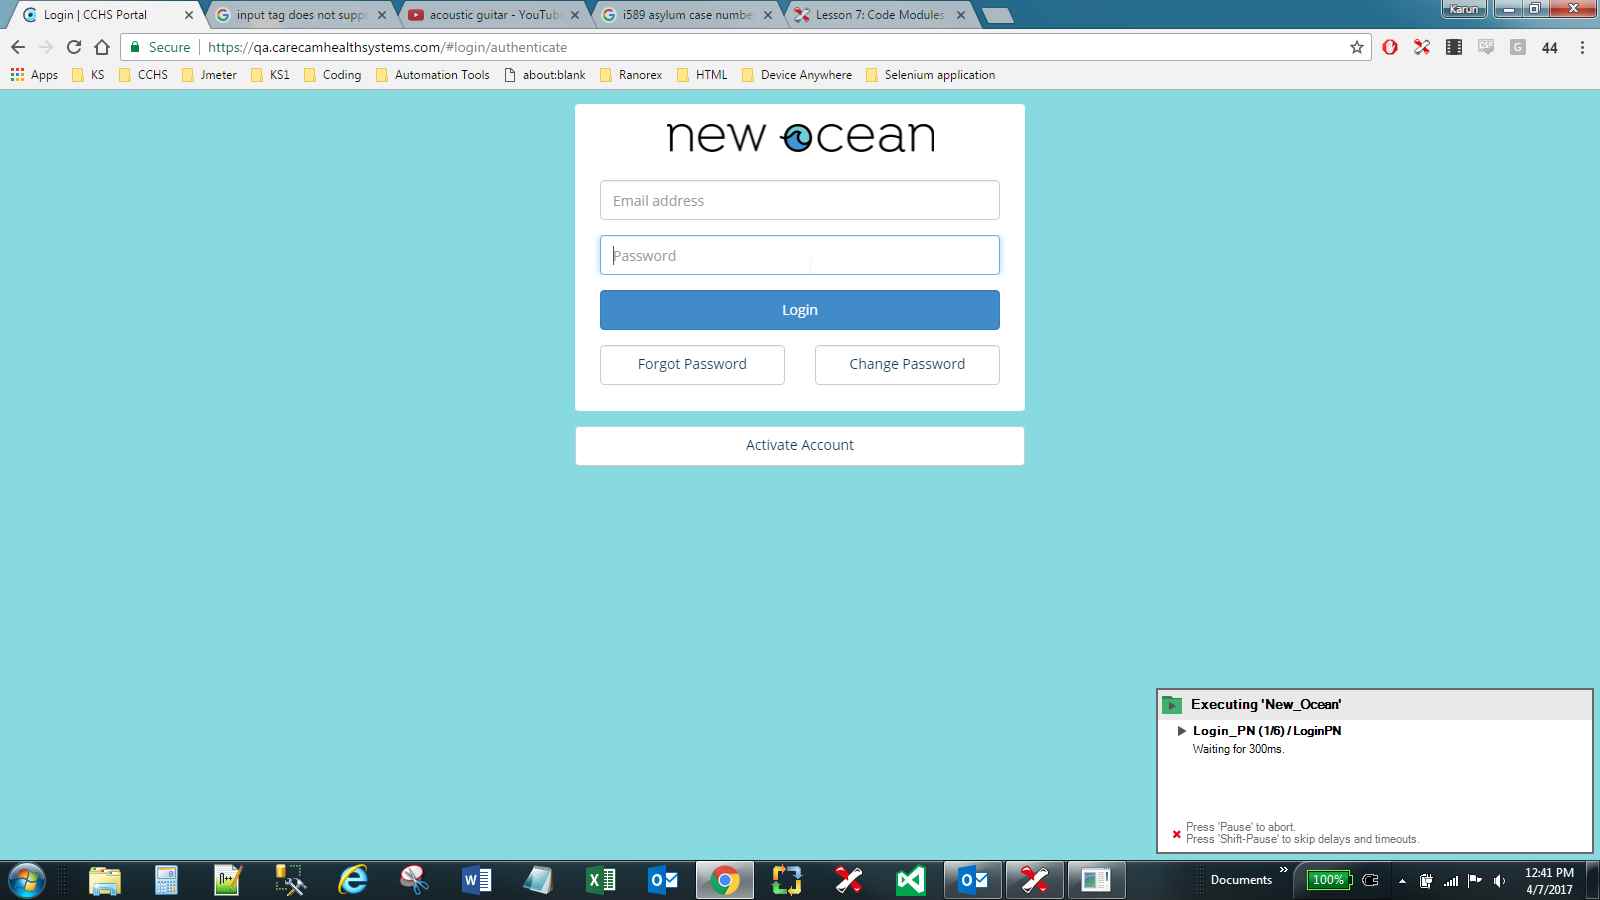 Login | CCHS Portal
input tag does not suppo
acoustic guitar - YouTube
i589 asylum case numbe
Lesson 7: Code Modules
Karun
Secure
https://qa.carecamhealthsystems.com/#login/authenticate
CSP
G
44
Apps
KS
CCHS
Jmeter
KS1
Coding
Automation Tools
about:blank
Ranorex
HTML
Device Anywhere
Selenium application
new ocean
Email address
Password
Login
Forgot Password
Change Password
Activate Account
Executing 'New_Ocean'
Login_PN (1/6) / LoginPN
Waiting for 300ms.
Press 'Pause' to abort.
Press 'Shift-Pause' to skip delays and timeouts.
Documents
100%
12:41 PM
4/7/2017